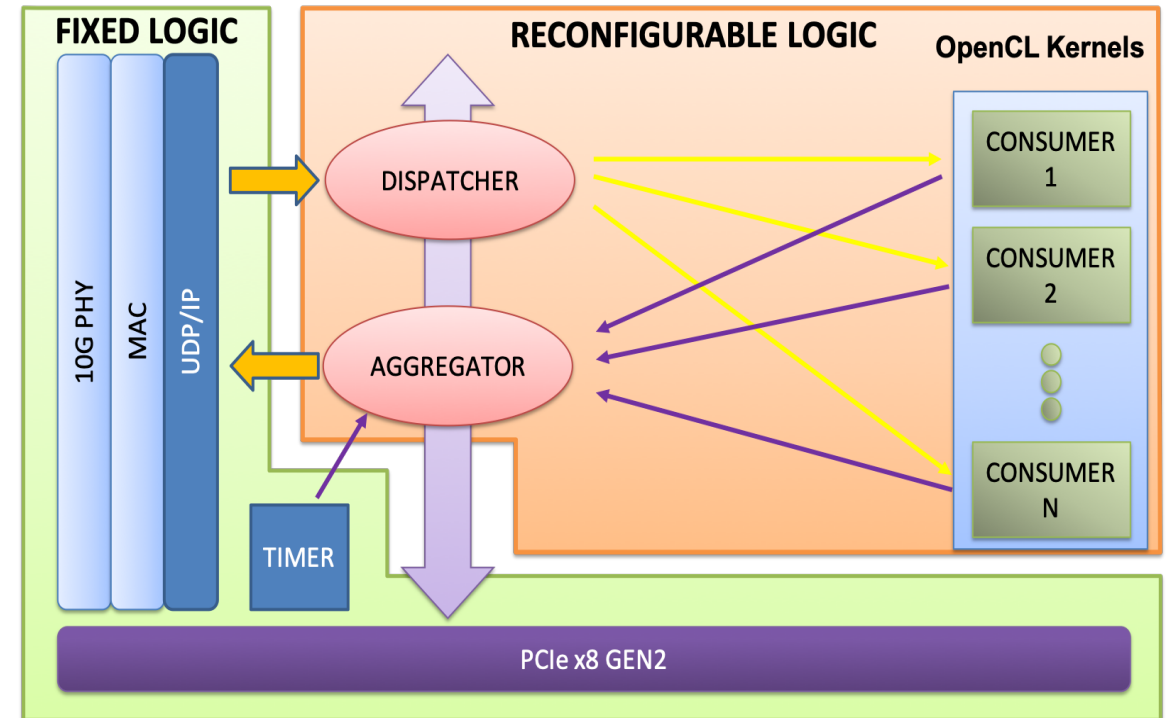 FIXED LOGIC
RECONFIGURABLE LOGIC
OpenCL Kernels
10G PHY
MAC
UDP/IP
DISPATCHER
AGGREGATOR
TIMER
CONSUMER
1
CONSUMER
2
CONSUMER
N
PCIe x8 GEN2